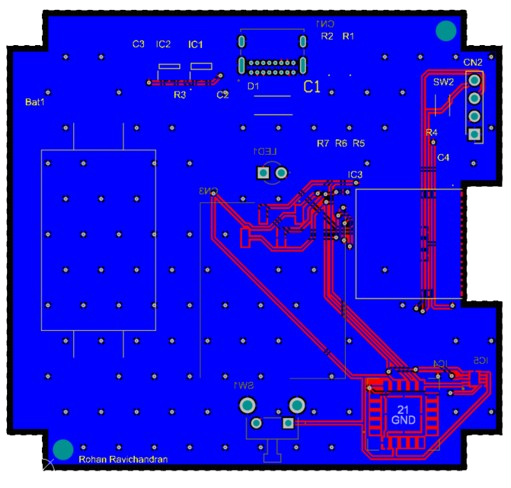 CN1
R2 R1
C3 IC2 IC1
CN2
SW2
D1 C1
R3 C2
Bat1
R4
R7 R6 R5
LED1
C4
IC3
CN3
IC4
IC5
SW1
21
GND
Rohan Ravichandran